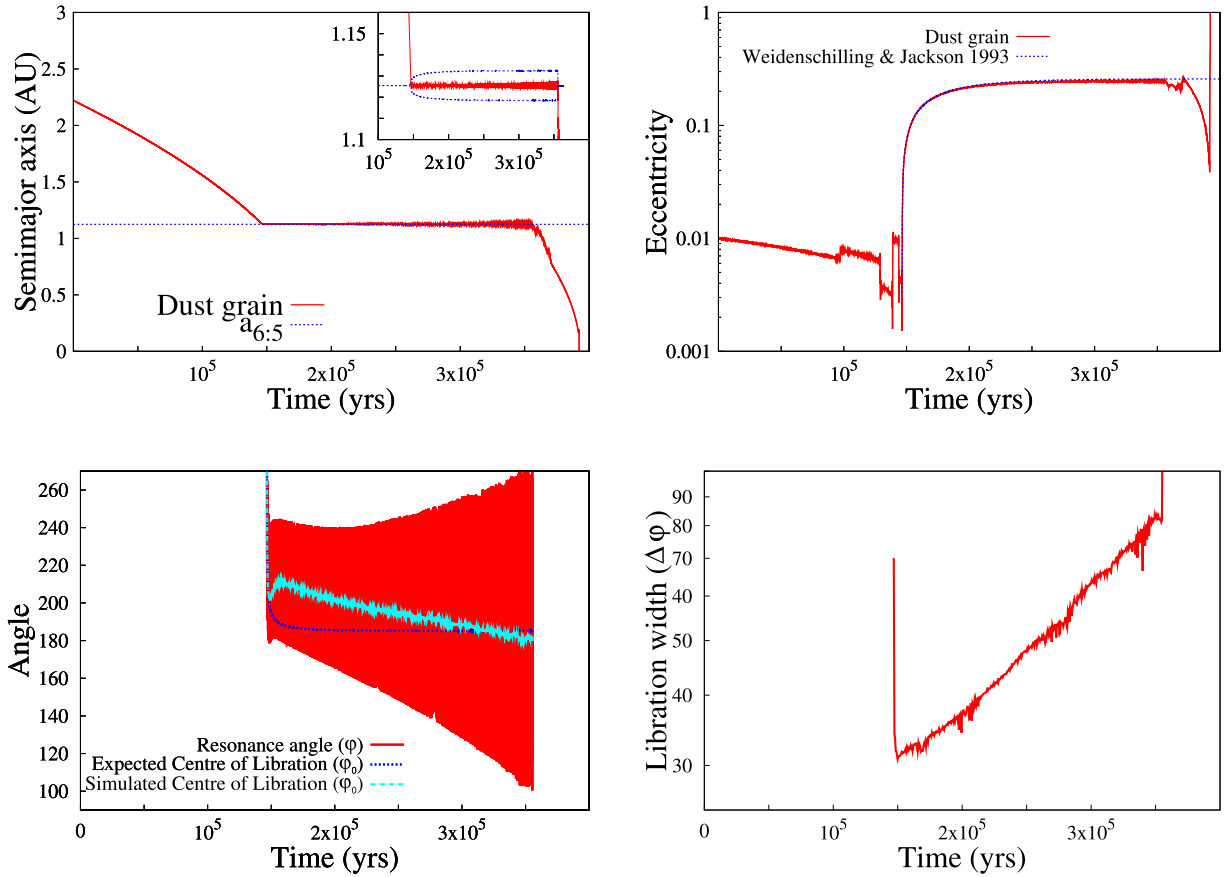 3
2.5
2
1.5
1
0.5
0
Semimajor axis (AU)
1.15
1.1
10^5
2x10^5
3x10^5
Dust grain
a_6:5
10^5
2x10^5
3x10^5
Time (yrs)
1
0.1
0.01
0.001
Eccentricity
Dust grain
Weidenschilling & Jackson 1993
10^5
2x10^5
3x10^5
Time (yrs)
260
240
220
200
180
160
140
120
100
Angle
Resonance angle (φ)
Expected Centre of Libration (φ_0)
Simulated Centre of Libration (φ_0)
0
10^5
2x10^5
3x10^5
Time (yrs)
90
80
70
40
50
40
30
Libration width (Δφ)
0
10^5
2x10^5
3x10^5
Time (yrs)